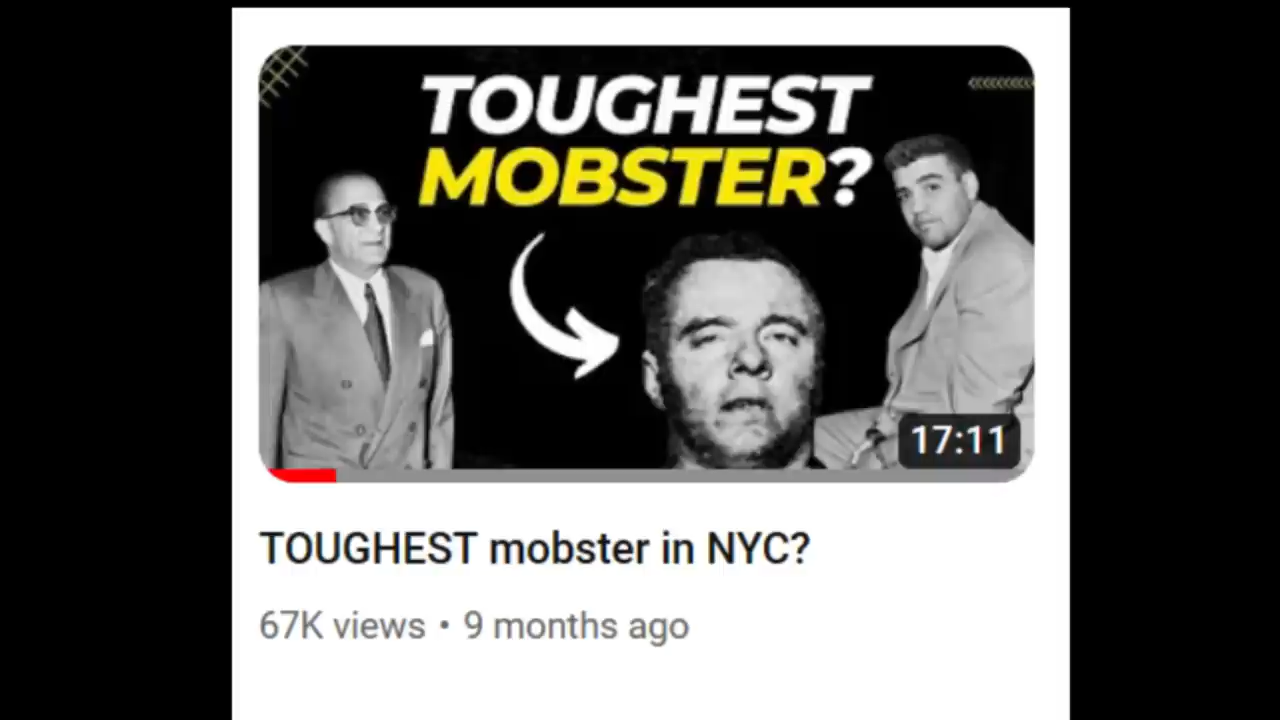 TOUGHEST
MOBSTER?
17:11
TOUGHEST mobster in NYC?
67K views • 9 months ago